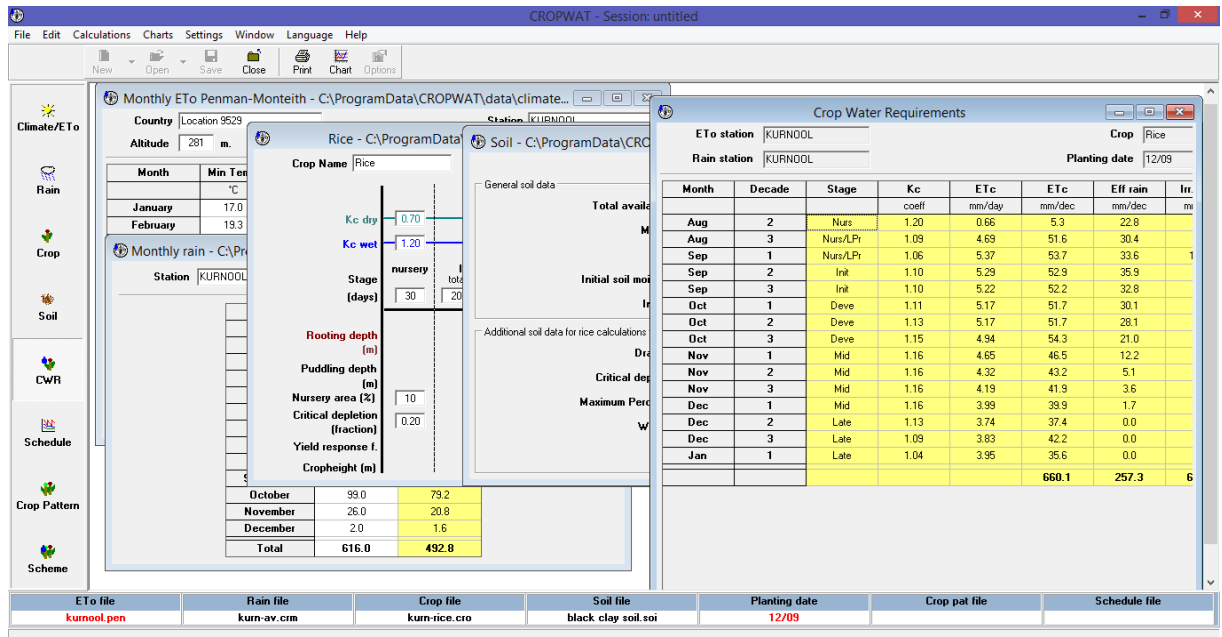 CROPWAT - Session: untitled
File Edit Calculations Charts Settings Window Language Help
New Open Save Close Print Chart Options
Climate/ETo
Rain
Crop
Soil
CWR
Schedule
Crop Pattern
Scheme
Monthly ETo Penman-Monteith - C:\ProgramData\CROPWAT\data\climate...
Country Location 9529 Station KURNOOL
Altitude 281 m.
Month Min Tem
°C
January 17.0
February 19.3
Monthly rain - C:\Pr
Station KURNOOL
October 99.0 79.2
November 26.0 20.8
December 2.0 1.6
Total 616.0 492.8
Rice - C:\ProgramData\
Crop Name Rice
Kc dry 0.70
Kc wet 1.20
nursery
Stage
(days) 30 20
Rooting depth
(m)
Puddling depth
(m)
Nursery area (%) 10
Critical depletion
(fraction) 0.20
Yield response f.
Cropheight (m)
Soil - C:\ProgramData\CRO
General soil data
Total availa
M
Initial soil moi
Additional soil data for rice calculations
Dra
Critical dep
Maximum Perc
W
Crop Water Requirements
ETo station KURNOOL Crop Rice
Rain station KURNOOL Planting date 12/09
Month Decade Stage Kc ETc ETc Eff rain Irr.
coeff mm/day mm/dec mm/dec
Aug 2 Nurs 1.20 0.66 5.3 22.8
Aug 3 Nurs/LPr 1.09 4.69 51.6 30.4
Sep 1 Nurs/LPr 1.06 5.37 53.7 33.6 1
Sep 2 Init 1.10 5.29 52.9 35.9
Sep 3 Init 1.10 5.22 52.2 32.8
Oct 1 Deve 1.11 5.17 51.7 30.1
Oct 2 Deve 1.13 5.17 51.7 28.1
Oct 3 Deve 1.15 4.94 54.3 21.0
Nov 1 Mid 1.16 4.65 46.5 12.2
Nov 2 Mid 1.16 4.32 43.2 5.1
Nov 3 Mid 1.16 4.19 41.9 3.6
Dec 1 Mid 1.16 3.99 39.9 1.7
Dec 2 Late 1.13 3.74 37.4 0.0
Dec 3 Late 1.09 3.83 42.2 0.0
Jan 1 Late 1.04 3.95 35.6 0.0
660.1 257.3 6
ETo file Rain file Crop file Soil file Planting date Crop pat file Schedule file
kurnool.pen kurn-av.crm kurn-rice.cro black clay soil.soi 12/09